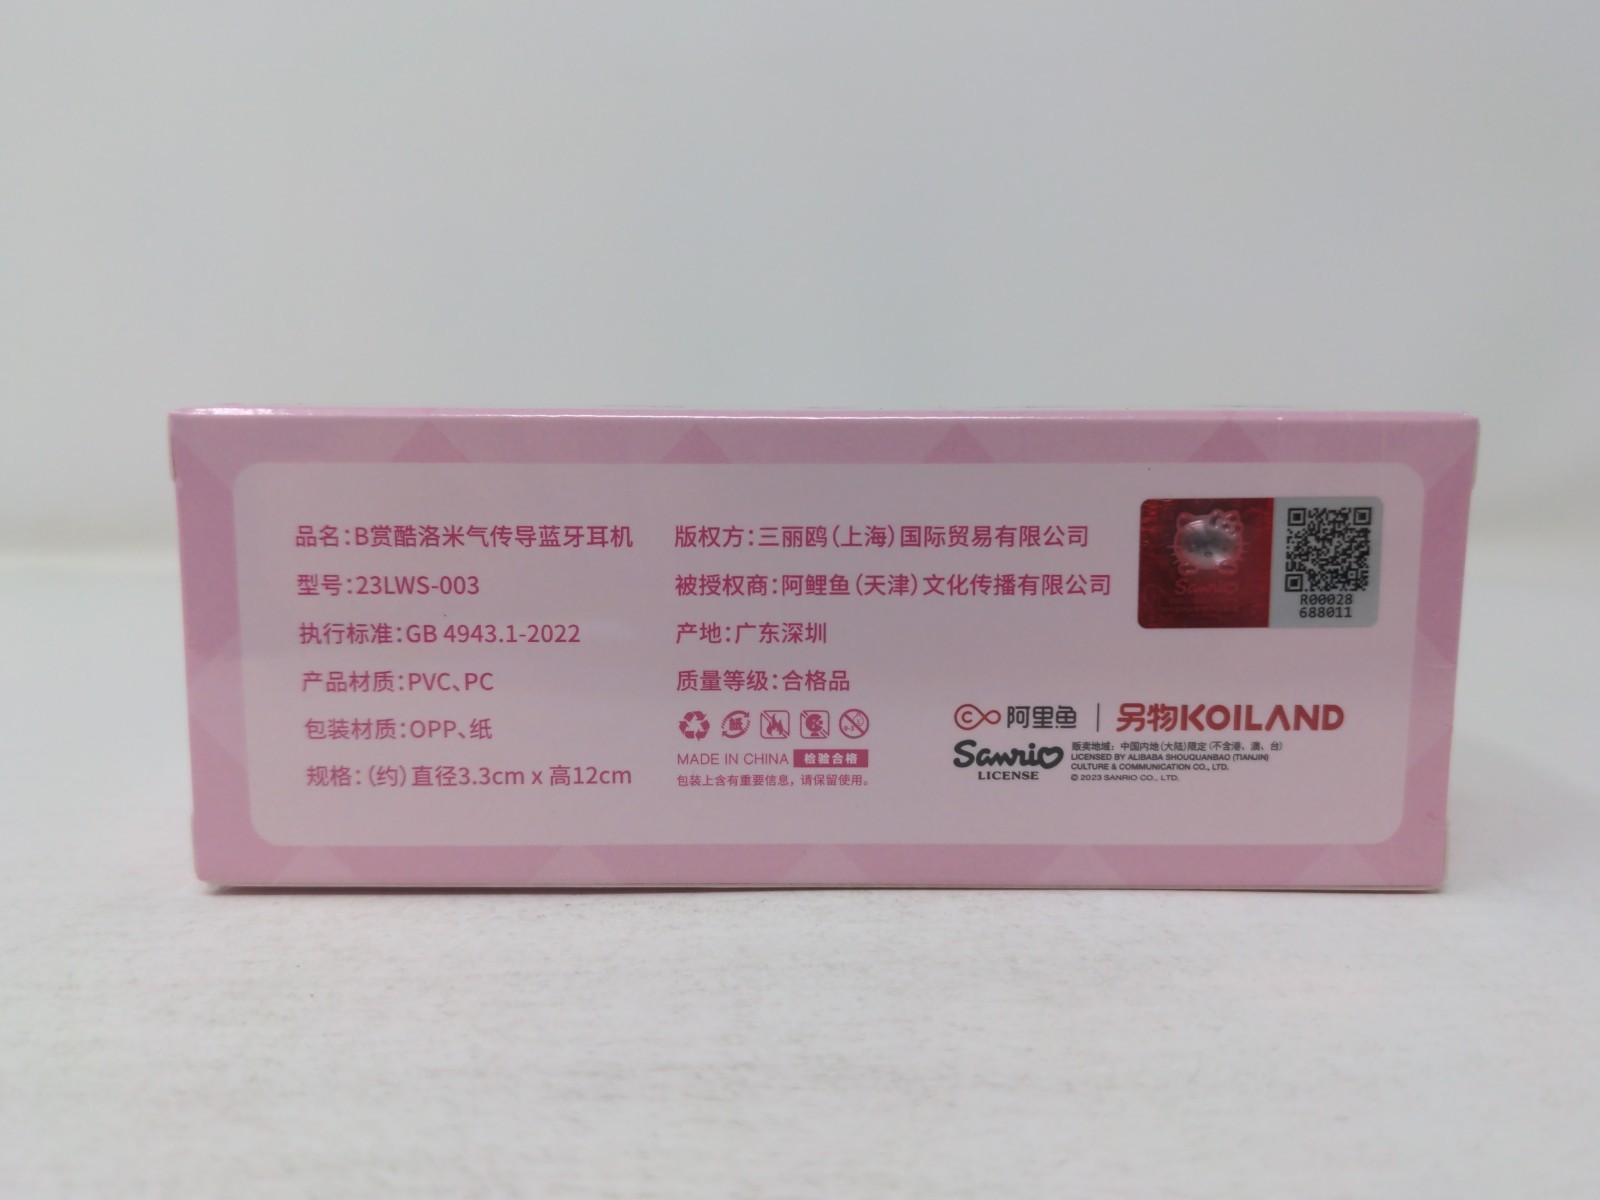 品名：B赏酷洛米气传导蓝牙耳机
型号：23LWS-003
执行标准：GB 4943.1-2022
产品材质：PVC、PC
包装材质：OPP、纸
规格：（约）直径3.3cm x 高12cm
版权方：三丽鸥（上海）国际贸易有限公司
被授权商：阿鲤鱼（天津）文化传播有限公司
产地：广东深圳
质量等级：合格品
纸
MADE IN CHINA 检验合格
包装上含有重要信息，请保留使用。
Sanrio
R00028
688011
阿里鱼 | 另物KOILAND
Sanrio
LICENSE
贩卖地域：中国内地（大陆）限定（不含港、澳、台）
LICENSED BY ALIBABA SHOUQUANBAO (TIANJIN)
CULTURE & COMMUNICATION CO., LTD.
© 2023 SANRIO CO., LTD.